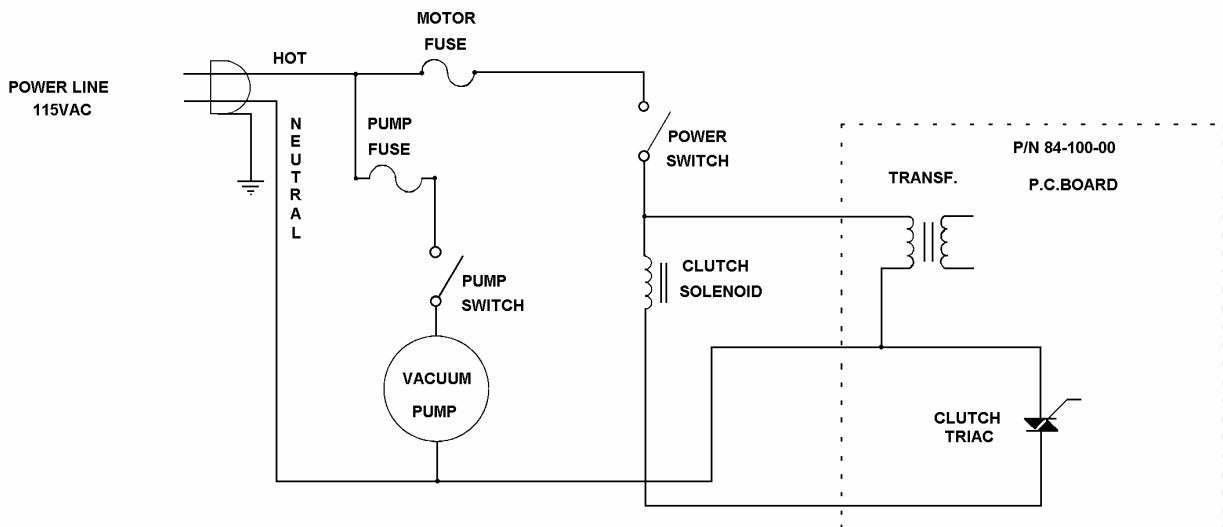 MOTOR
FUSE
HOT
POWER LINE
115VAC
NEUTRAL
PUMP
FUSE
POWER
SWITCH
P/N 84-100-00
TRANSF.
P.C.BOARD
CLUTCH
SOLENOID
PUMP
SWITCH
VACUUM
PUMP
CLUTCH
TRIAC